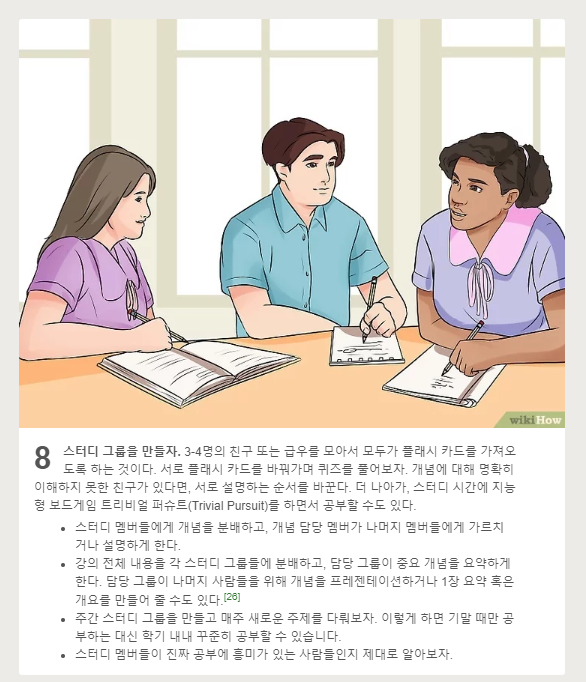 wikiHow
8 스터디 그룹을 만들자. 3-4명의 친구 또는 급우를 모아서 모두가 플래시 카드를 가져오
도록 하는 것이다. 서로 플래시 카드를 바꿔가며 퀴즈를 풀어보자. 개념에 대해 명확히
이해하지 못한 친구가 있다면, 서로 설명하는 순서를 바꾼다. 더 나아가, 스터디 시간에 지능
형 보드게임 트리비얼 퍼슈트(Trivial Pursuit)를 하면서 공부할 수도 있다.
• 스터디 멤버들에게 개념을 분배하고, 개념 담당 멤버가 나머지 멤버들에게 가르치
거나 설명하게 한다.
• 강의 전체 내용을 각 스터디 그룹들에 분배하고, 담당 그룹이 중요 개념을 요약하게
한다. 담당 그룹이 나머지 사람들을 위해 개념을 프레젠테이션하거나 1장 요약 혹은
개요를 만들어 줄 수도 있다.[26]
• 주간 스터디 그룹을 만들고 매주 새로운 주제를 다뤄보자. 이렇게 하면 기말 때만 공
부하는 대신 학기 내내 꾸준히 공부할 수 있습니다.
• 스터디 멤버들이 진짜 공부에 흥미가 있는 사람들인지 제대로 알아보자.